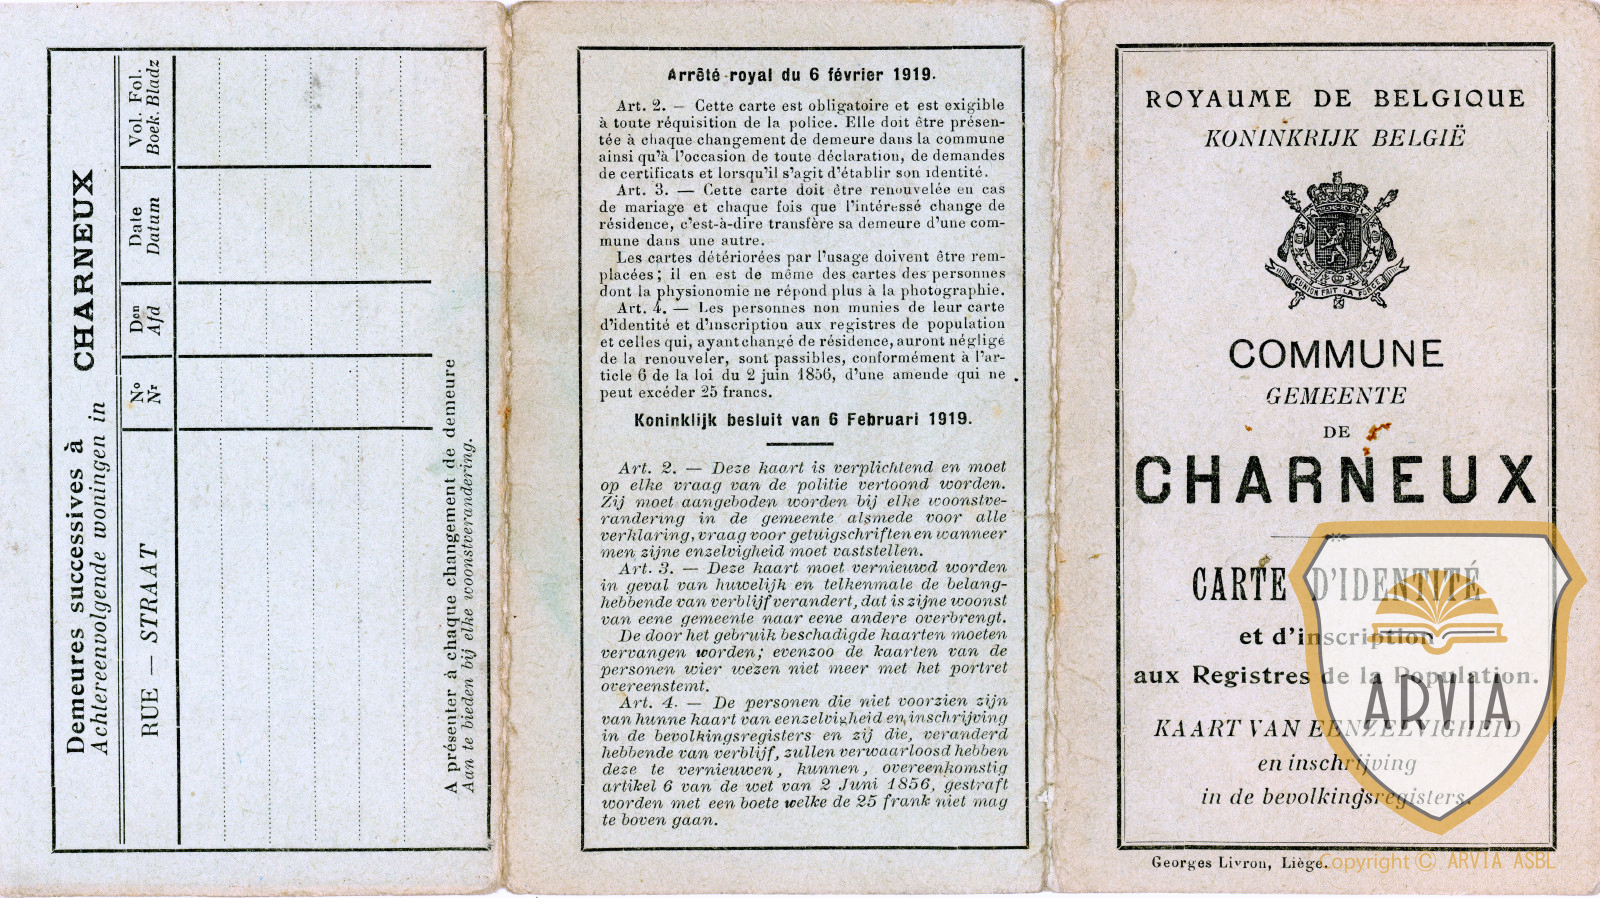 Demeures successives à CHARNEUX
Achtereenvolgende woningen in
RUE — STRAAT
No
Nr
Don
Afd
Date
Datum
Vol. Fol.
Boek. Bladz
A présenter à chaque changement de demeure
Aan te bieden bij elke woonstverandering.
Arrêté royal du 6 février 1919.
Art. 2. — Cette carte est obligatoire et est exigible
à toute réquisition de la police. Elle doit être présen-
tée à chaque changement de demeure dans la commune
ainsi qu'à l'occasion de toute déclaration, de demandes
de certificats et lorsqu'il s'agit d'établir son identité.
Art. 3. — Cette carte doit être renouvelée en cas
de mariage et chaque fois que l'intéressé change de
résidence, c'est-à-dire transfère sa demeure d'une com-
mune dans une autre.
Les cartes détériorées par l'usage doivent être rem-
placées; il en est de même des cartes des personnes
dont la physionomie ne répond plus à la photographie.
Art. 4. — Les personnes non munies de leur carte
d'identité et d'inscription aux registres de population
et celles qui, ayant changé de résidence, auront négligé
de la renouveler, sont passibles, conformément à l'ar-
ticle 6 de la loi du 2 juin 1856, d'une amende qui ne
peut excéder 25 francs.
Koninklijk besluit van 6 Februari 1919.
Art. 2. — Deze kaart is verplichtend en moet
op elke vraag van de politie vertoond worden.
Zij moet aangeboden worden bij elke woonstve-
randering in de gemeente alsmede voor alle
verklaring, vraag voor getuigschriften en wanneer
men zijne enzelvigheid moet vaststellen.
Art. 3. — Deze kaart moet vernieuwd worden
in geval van huwelijk en telkenmale de belang-
hebbende van verblijf verandert, dat is zijne woonst
van eene gemeente naar eene andere overbrengt.
De door het gebruik beschadigde kaarten moeten
vervangen worden; evenzoo de kaarten van de
personen wier wezen niet meer met het portret
overeenstemt.
Art. 4. — De personen die niet voorzien zijn
van hunne kaart van eenzelvigheid en inschrijving
in de bevolkingsregisters en zij die, veranderd
hebbende van verblijf, zullen verwaarloosd hebben
deze te vernieuwen, kunnen, overeenkomstig
artikel 6 van de wet van 2 Juni 1856, gestraft
worden met een boete welke de 25 frank niet mag
te boven gaan.
ROYAUME DE BELGIQUE
KONINKRIJK BELGIË
L'UNION FAIT LA FORCE
COMMUNE
GEMEENTE
DE
CHARNEUX
CARTE D'IDENTITÉ
et d'inscription
aux Registres de la Population.
KAART VAN EENZELVIGHEID
en inschrijving
in de bevolkingsregisters.
ARVIA
Georges Livron, Liége.
Copyright © ARVIA ASBL